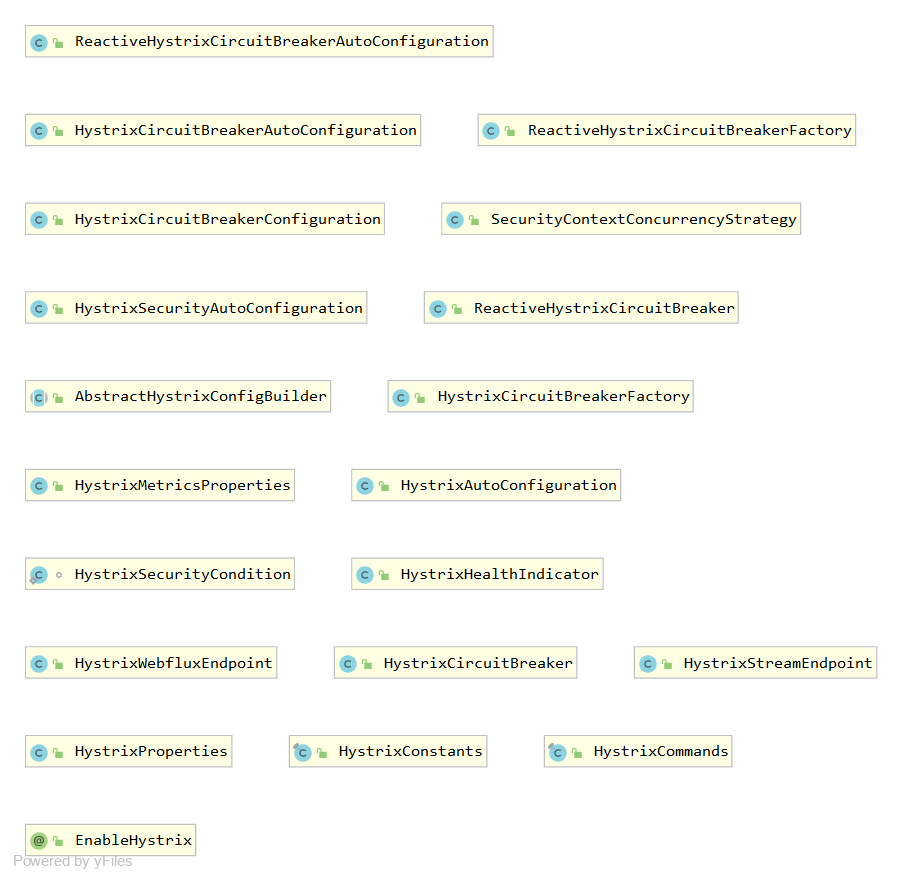 ReactiveHystrixCircuitBreakerAutoConfiguration
HystrixCircuitBreakerAutoConfiguration ReactiveHystrixCircuitBreakerFactory
HystrixCircuitBreakerConfiguration SecurityContextConcurrencyStrategy
HystrixSecurityAutoConfiguration ReactiveHystrixCircuitBreaker
AbstractHystrixConfigBuilder HystrixCircuitBreakerFactory
HystrixMetricsProperties HystrixAutoConfiguration
HystrixSecurityCondition HystrixHealthIndicator
HystrixWebfluxEndpoint HystrixCircuitBreaker HystrixStreamEndpoint
HystrixProperties HystrixConstants HystrixCommands
EnableHystrix
Powered by yFiles